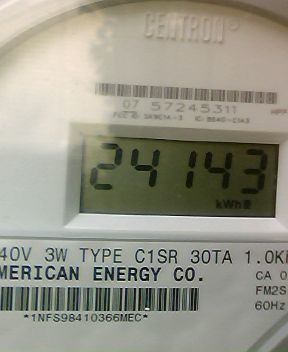 CENTRON®
07 57245311
24143
kWh
40V 3W TYPE C1SR 30TA 1.0K
MERICAN ENERGY CO.
CA 0
FM2S
60Hz
*1NFS98410366MEC*